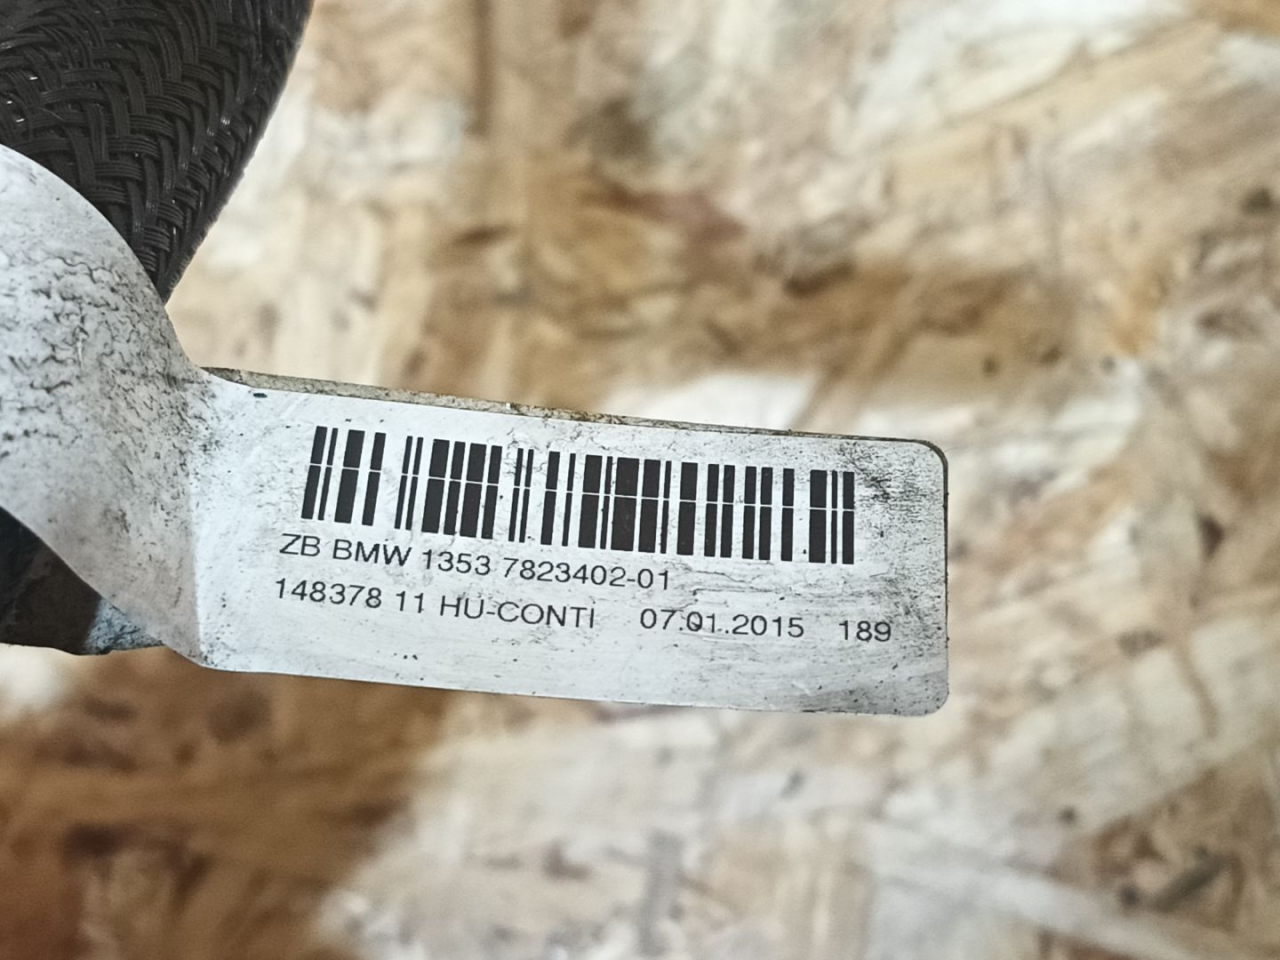 ZB BMW 1353 7823402-01
148378 11 HU-CONTI 07.01.2015 189